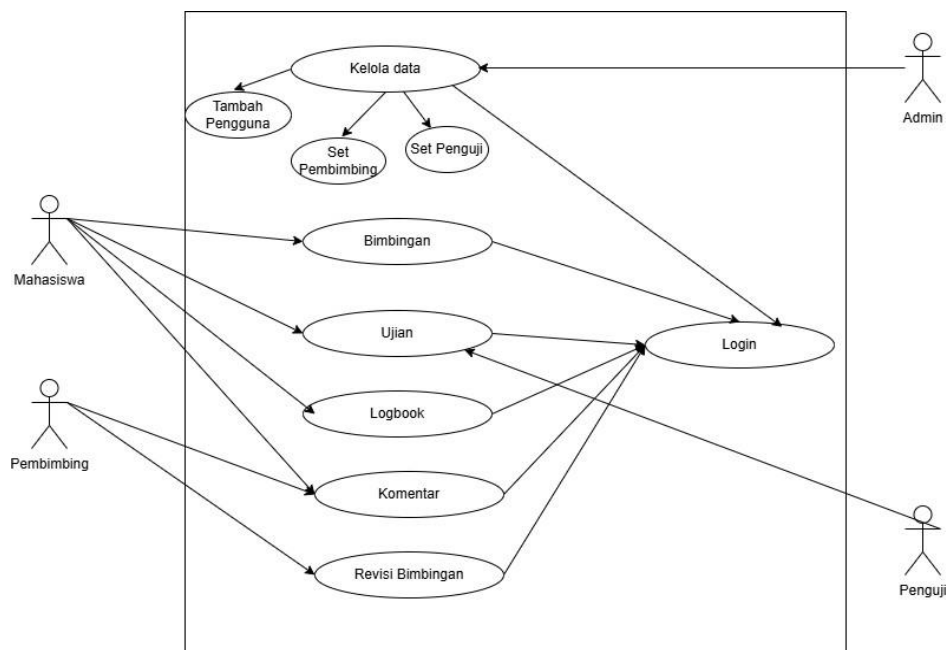 Kelola data
Tambah
Pengguna
Set
Pembimbing
Set Penguji
Admin
Mahasiswa
Bimbingan
Ujian
Login
Logbook
Pembimbing
Komentar
Revisi Bimbingan
Penguji